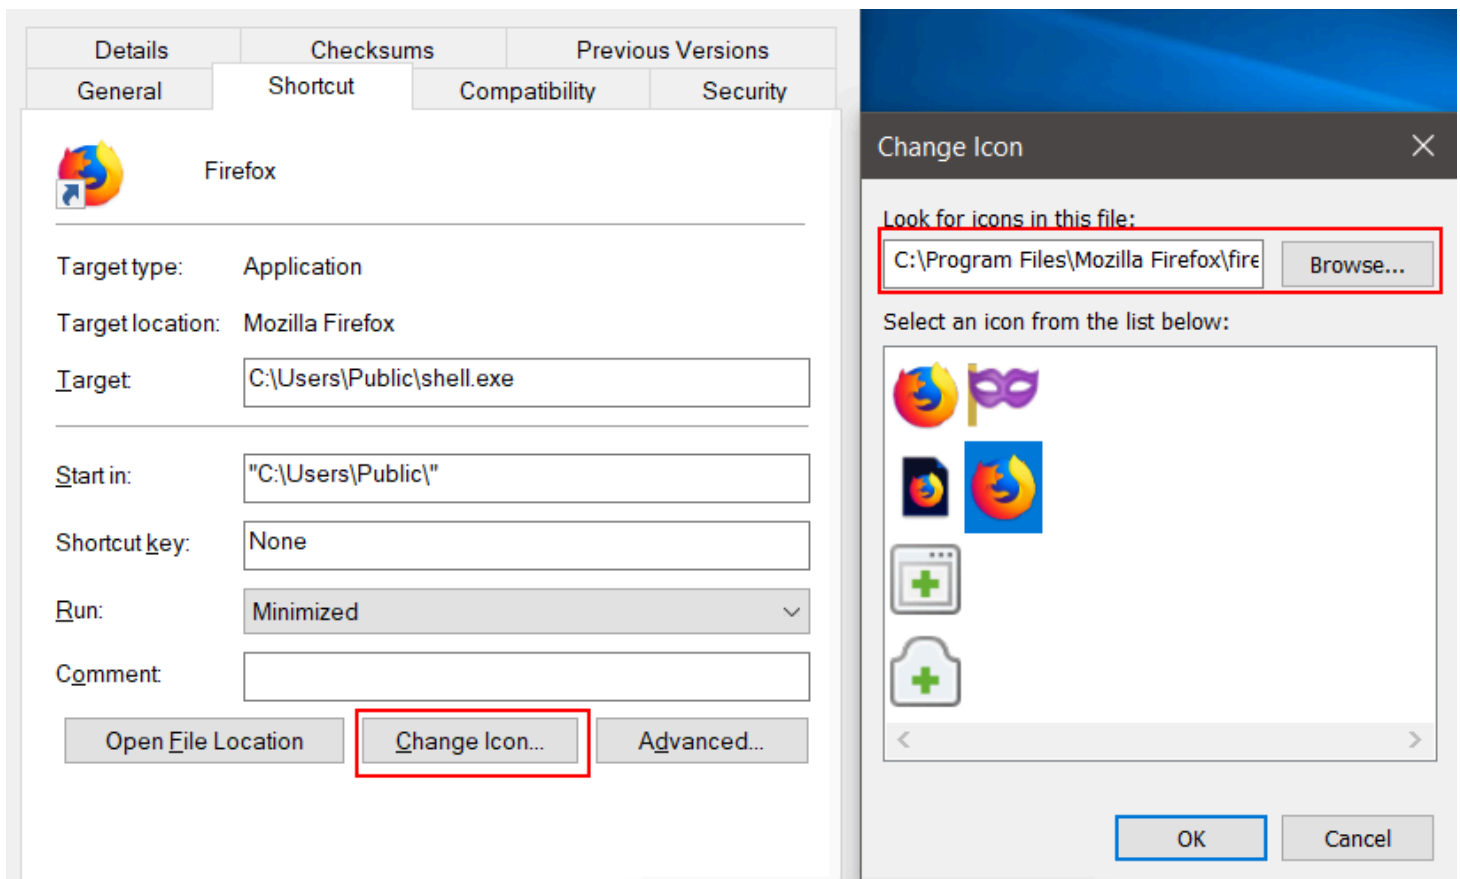 Details Checksums Previous Versions
General Shortcut Compatibility Security
Firefox
Target type: Application
Target location: Mozilla Firefox
Target: C:\Users\Public\shell.exe
Start in: "C:\Users\Public\"
Shortcut key: None
Run: Minimized
Comment:
Open File Location Change Icon... Advanced...
Change Icon
Look for icons in this file:
C:\Program Files\Mozilla Firefox\fire Browse...
Select an icon from the list below:
OK Cancel